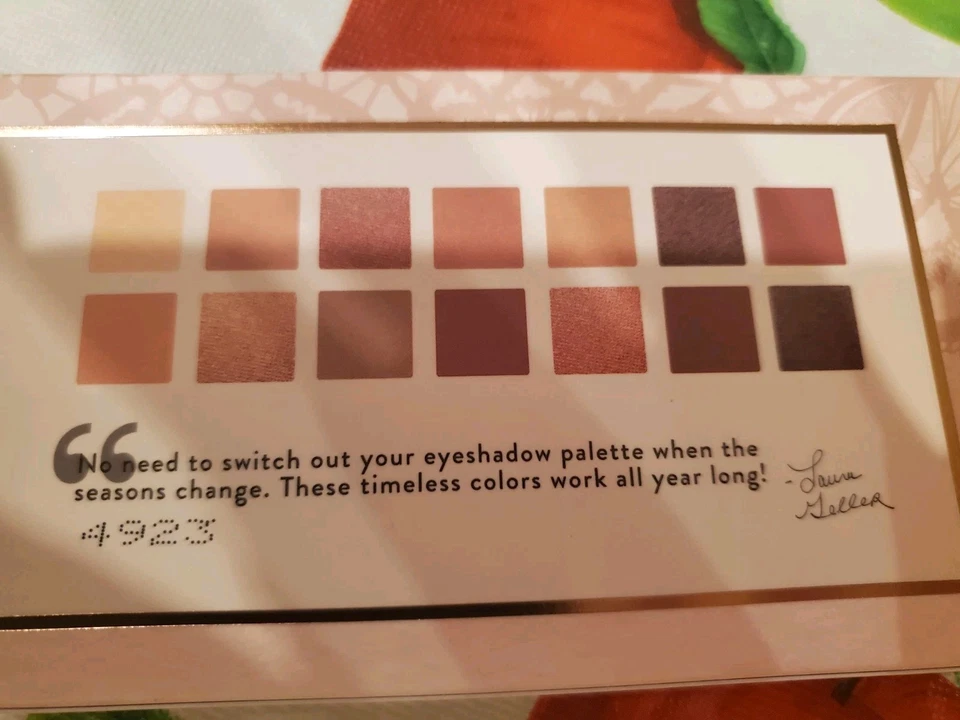 “No need to switch out your eyeshadow palette when the
seasons change. These timeless colors work all year long! - Laura
Geller
4923